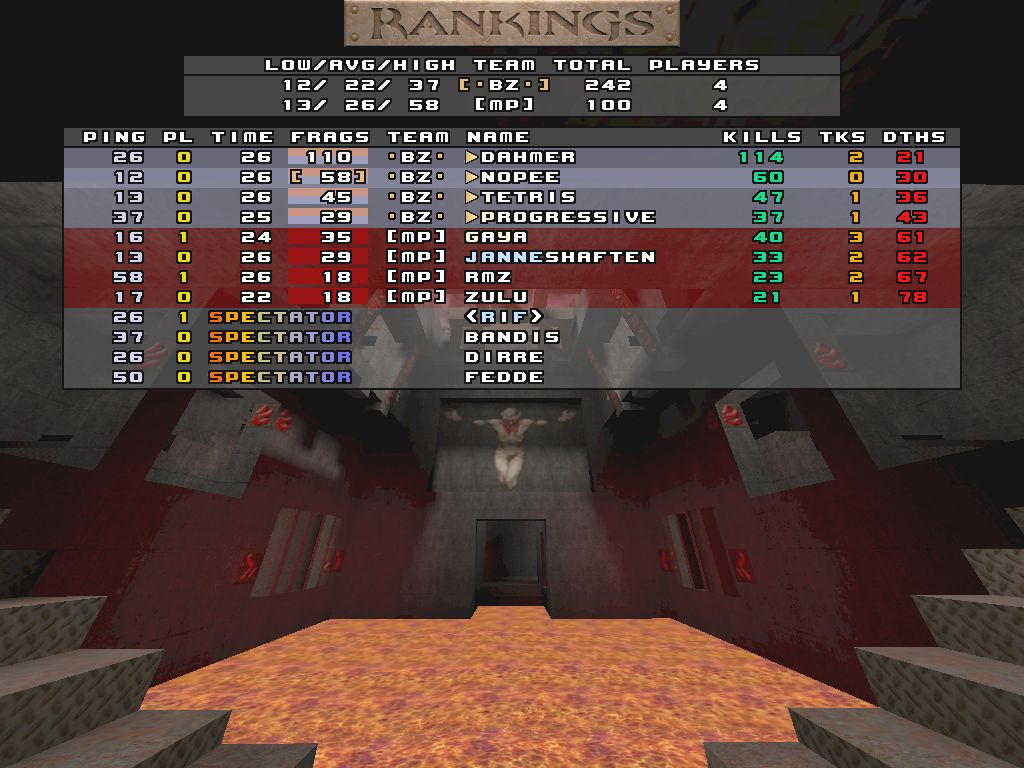 RANKINGS
LOW/AVG/HIGH TEAM TOTAL PLAYERS
12/ 22/ 37 [·BZ·] 242 4
13/ 26/ 58 [MP] 100 4
PING PL TIME FRAGS TEAM NAME KILLS TKS DTHS
26 0 26 110 ·BZ· ▶DAHMER 114 2 21
12 0 26 [ 58] ·BZ· ▶NOPEE 60 0 30
13 0 26 45 ·BZ· ▶TETRIS 47 1 36
37 0 25 29 ·BZ· ▶PROGRESSIVE 37 1 43
16 1 24 35 [MP] GAYA 40 3 61
13 0 26 29 [MP] JANNESHAFTEN 33 2 62
58 1 26 18 [MP] RMZ 23 2 67
17 0 22 18 [MP] ZULU 21 1 78
26 1 SPECTATOR <RIF>
37 0 SPECTATOR BANDIS
26 0 SPECTATOR DIRRE
50 0 SPECTATOR FEDDE